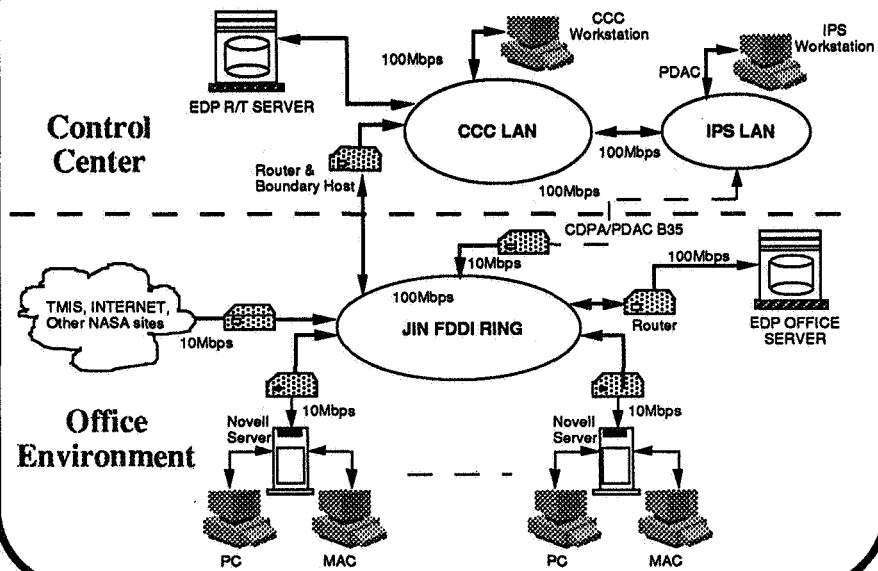 CCC
Workstation
IPS
Workstation
100Mbps
PDAC
EDP R/T SERVER
Control
Center
CCC LAN
IPS LAN
100Mbps
Router &
Boundary Host
100Mbps
CDPA/PDAC B35
10Mbps
100Mbps
TMIS, INTERNET,
Other NASA sites
10Mbps
100Mbps
JIN FDDI RING
Router
EDP OFFICE
SERVER
Office
Environment
10Mbps
Novell
Server
10Mbps
Novell
Server
PC
MAC
PC
MAC